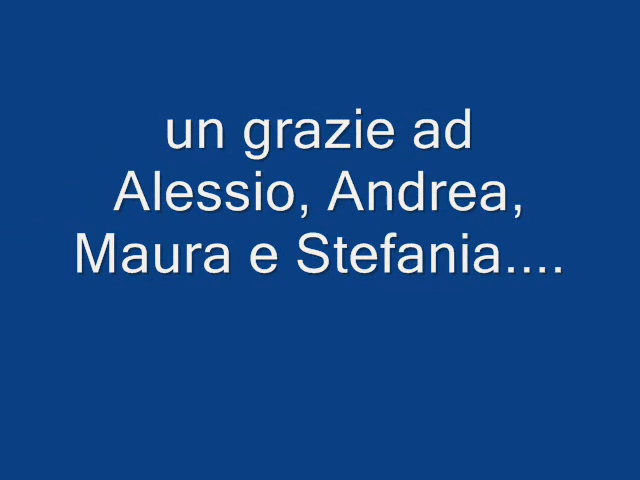 un grazie ad
Alessio, Andrea,
Maura e Stefania....